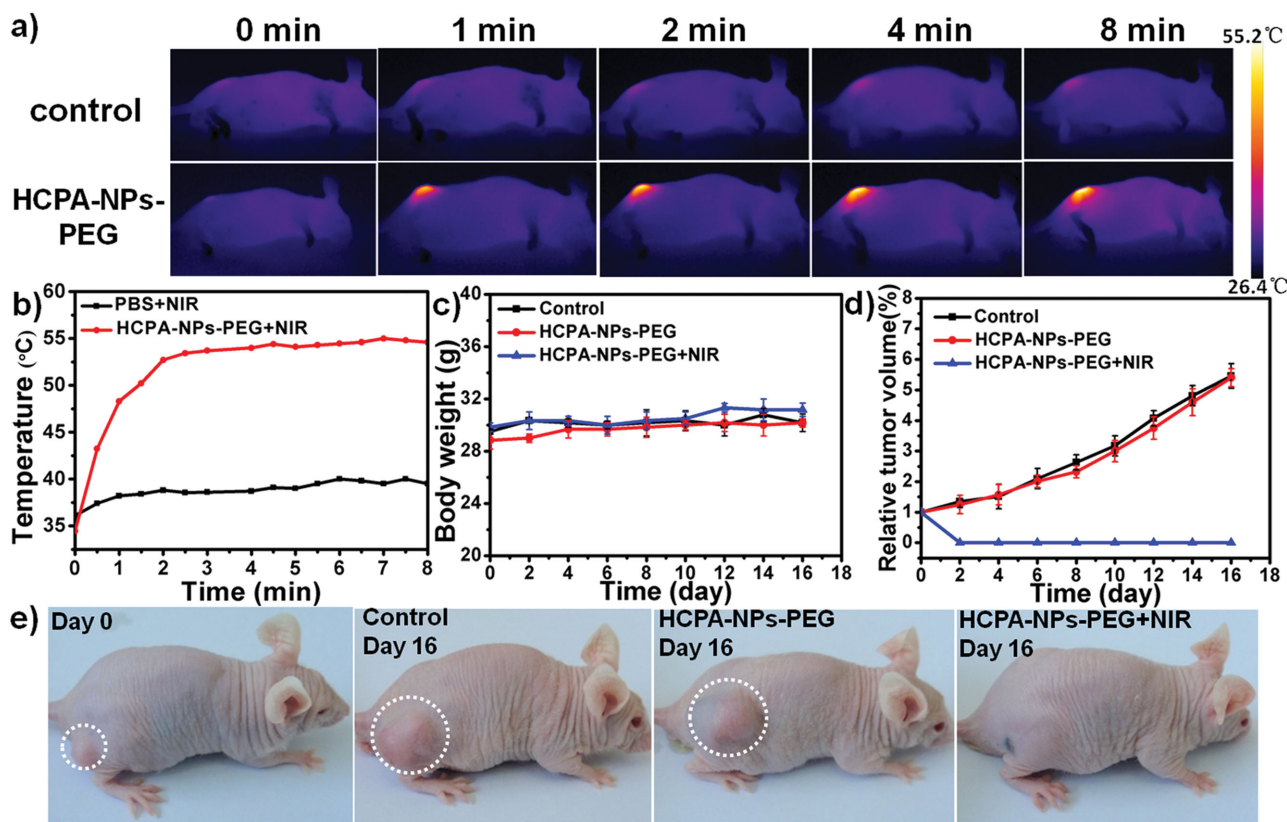 a)
0 min 1 min 2 min 4 min 8 min
55.2℃
control
HCPA-NPs-
PEG
26.4℃
b)
60
55
50
45
40
35
Temperature (°C)
PBS+NIR
HCPA-NPs-PEG+NIR
0 1 2 3 4 5 6 7 8
Time (min)
c)
40
36
32
28
24
20
Body weight (g)
Control
HCPA-NPs-PEG
HCPA-NPs-PEG+NIR
0 2 4 6 8 10 12 14 16 18
Time (day)
d)
8
7
6
5
4
3
2
1
0
Relative tumor volume(%)
Control
HCPA-NPs-PEG
HCPA-NPs-PEG+NIR
0 2 4 6 8 10 12 14 16 18
Time (day)
e)
Day 0
Control
Day 16
HCPA-NPs-PEG
Day 16
HCPA-NPs-PEG+NIR
Day 16